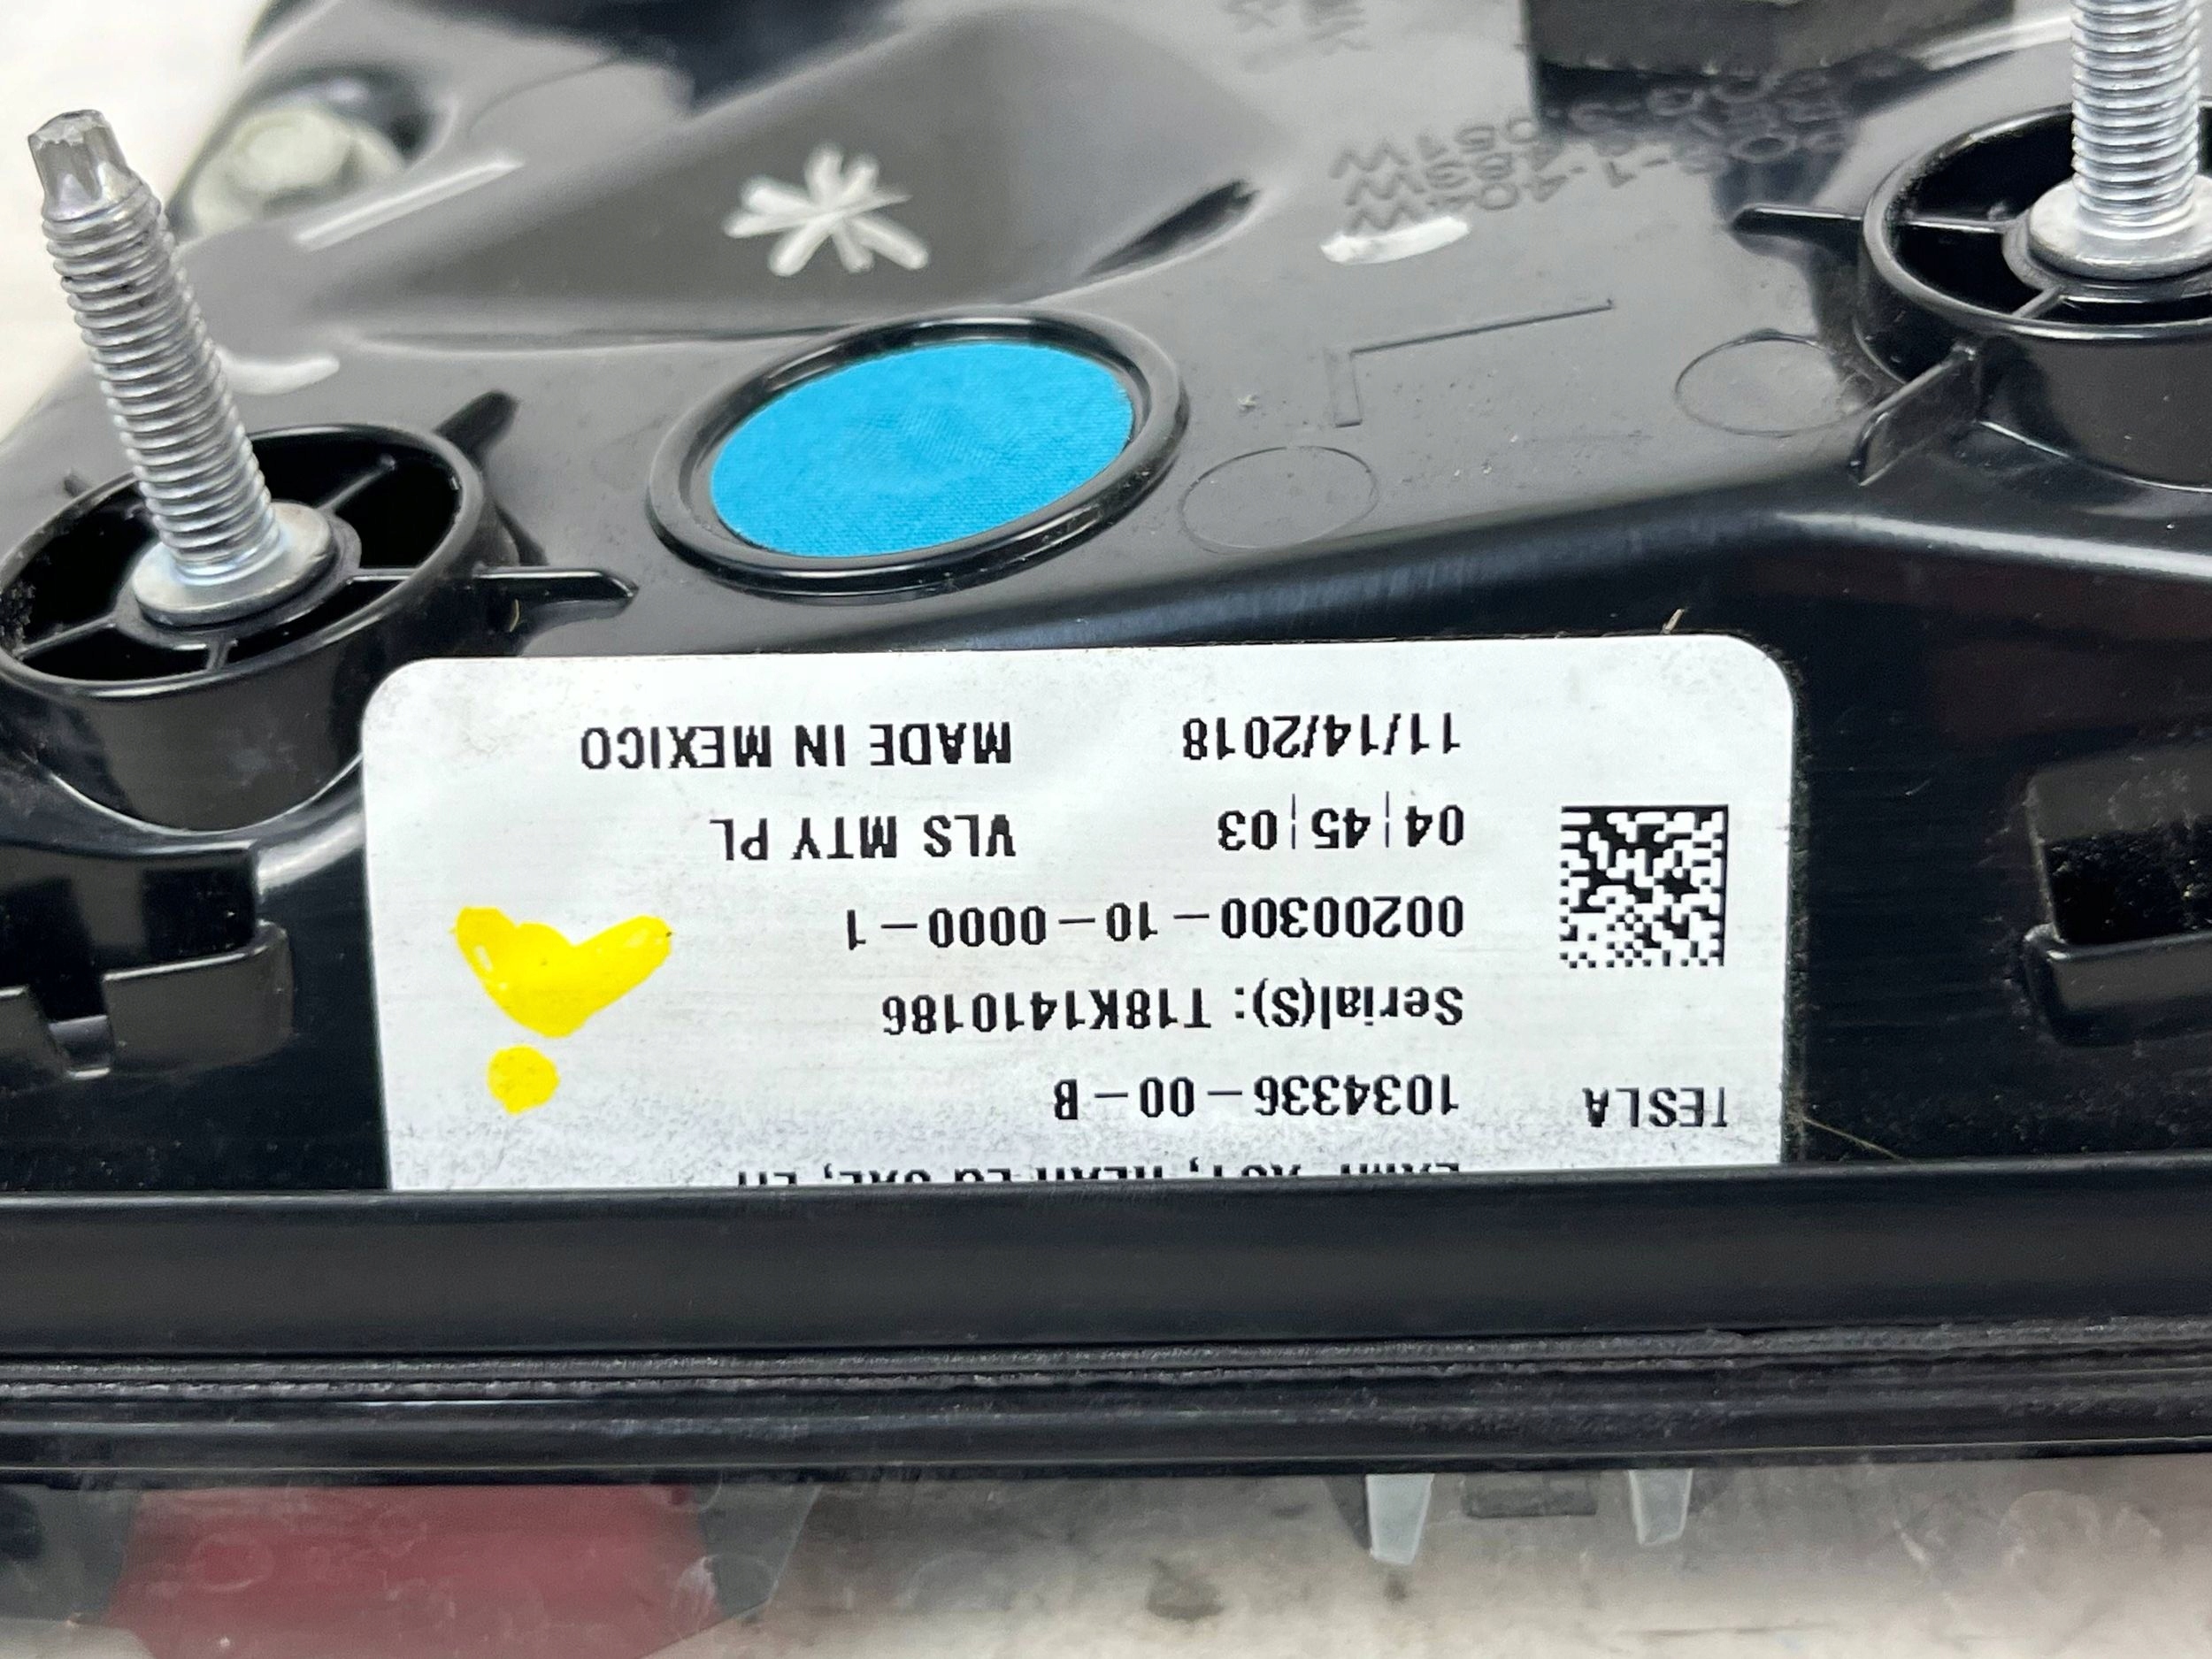 TESLA
1034336-00-B
Serial(S): T18K1410186
00200300-10-0000-1
04|45|03 VLS MTY PL
11/14/2018 MADE IN MEXICO